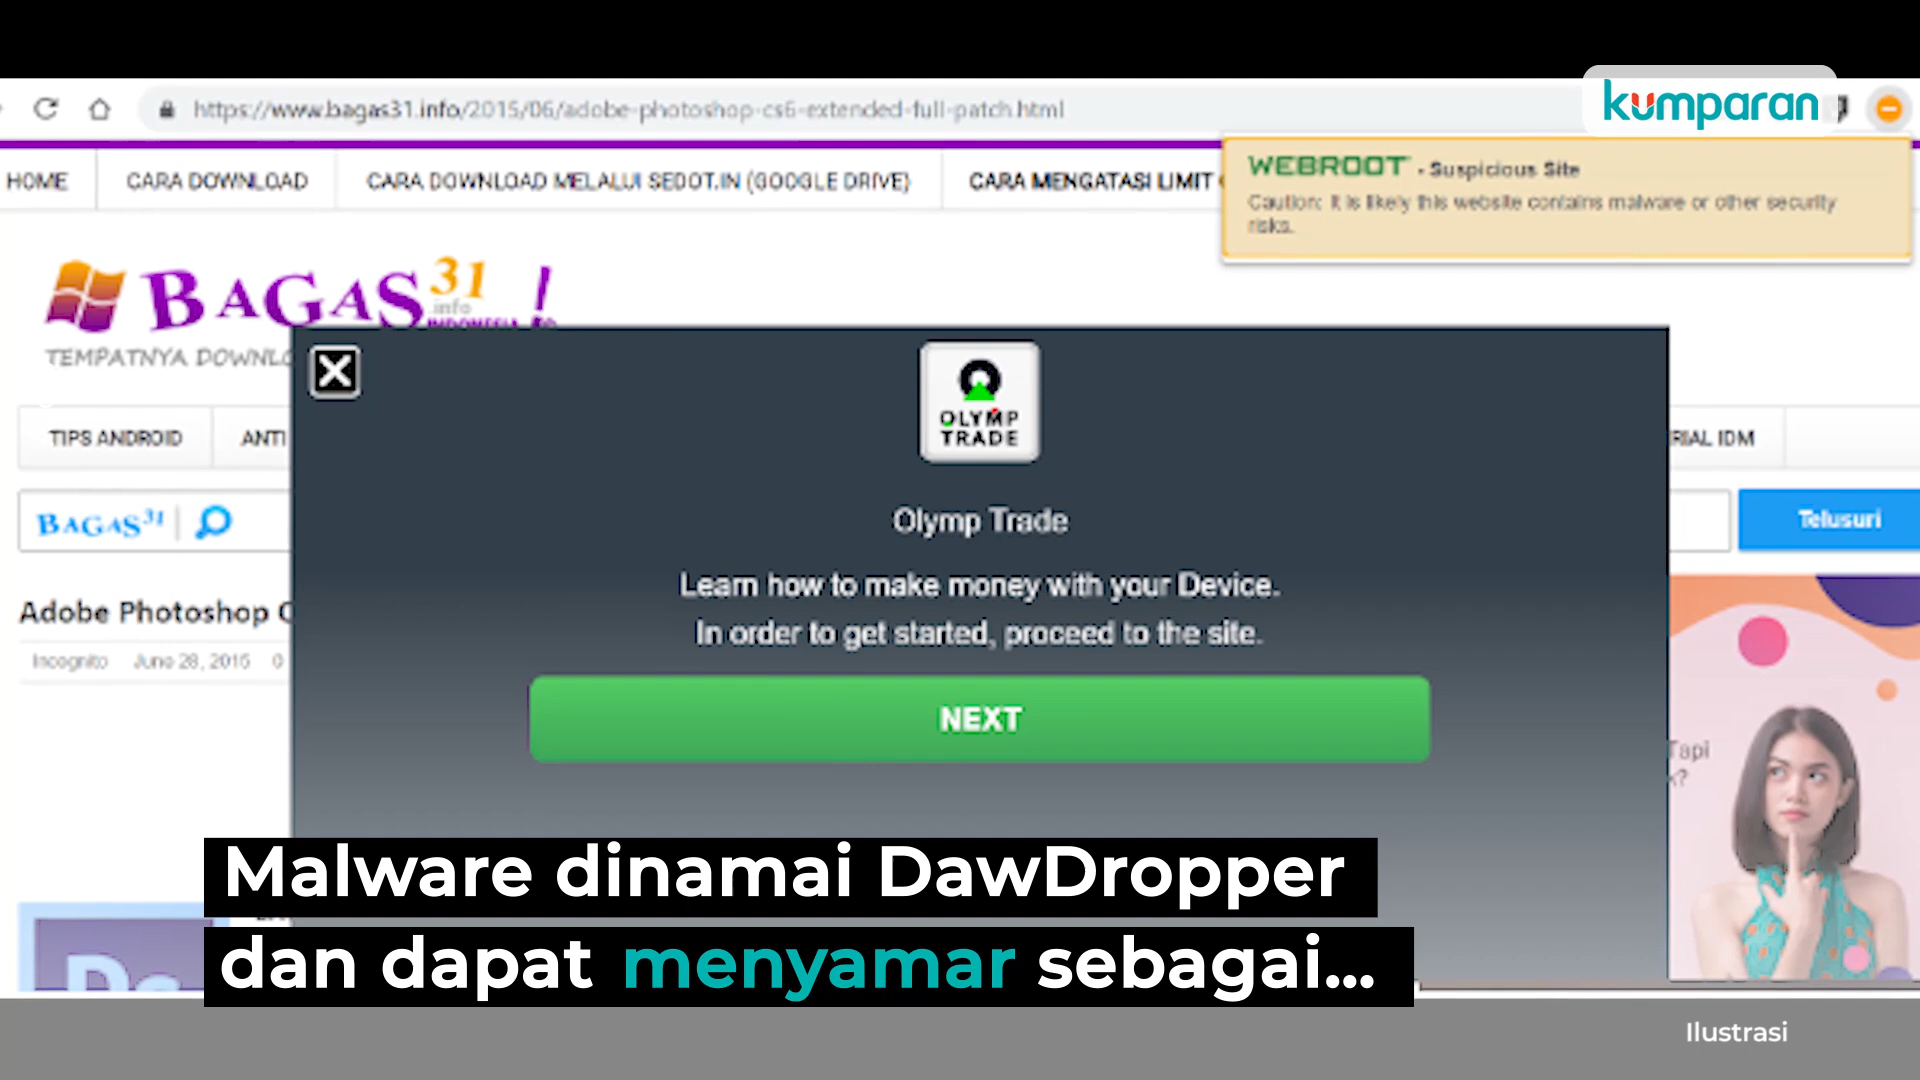 kumparan
https://www.bagas31.info/2015/06/adobe-photoshop-cs6-extended-full-patch.html
HOME
CARA DOWNLOAD
CARA DOWNLOAD MELALUI SEDOT.IN (GOOGLE DRIVE)
CARA MENGATASI LIMIT
WEBROOT - Suspicious Site
Caution: It is likely this website contains malware or other security
risks.
BAGAS31
.info
INDONESIA
TEMPATNYA
OLYMP
TRADE
TIPS ANDROID
ANTI
IDM
BAGAS31
Telusuri
Olymp Trade
Learn how to make money with your Device.
In order to get started, proceed to the site.
NEXT
Adobe Photoshop
Incognito June 28, 2015 0
Tapi
Malware dinamai DawDropper
dan dapat menyamar sebagai...
Ilustrasi